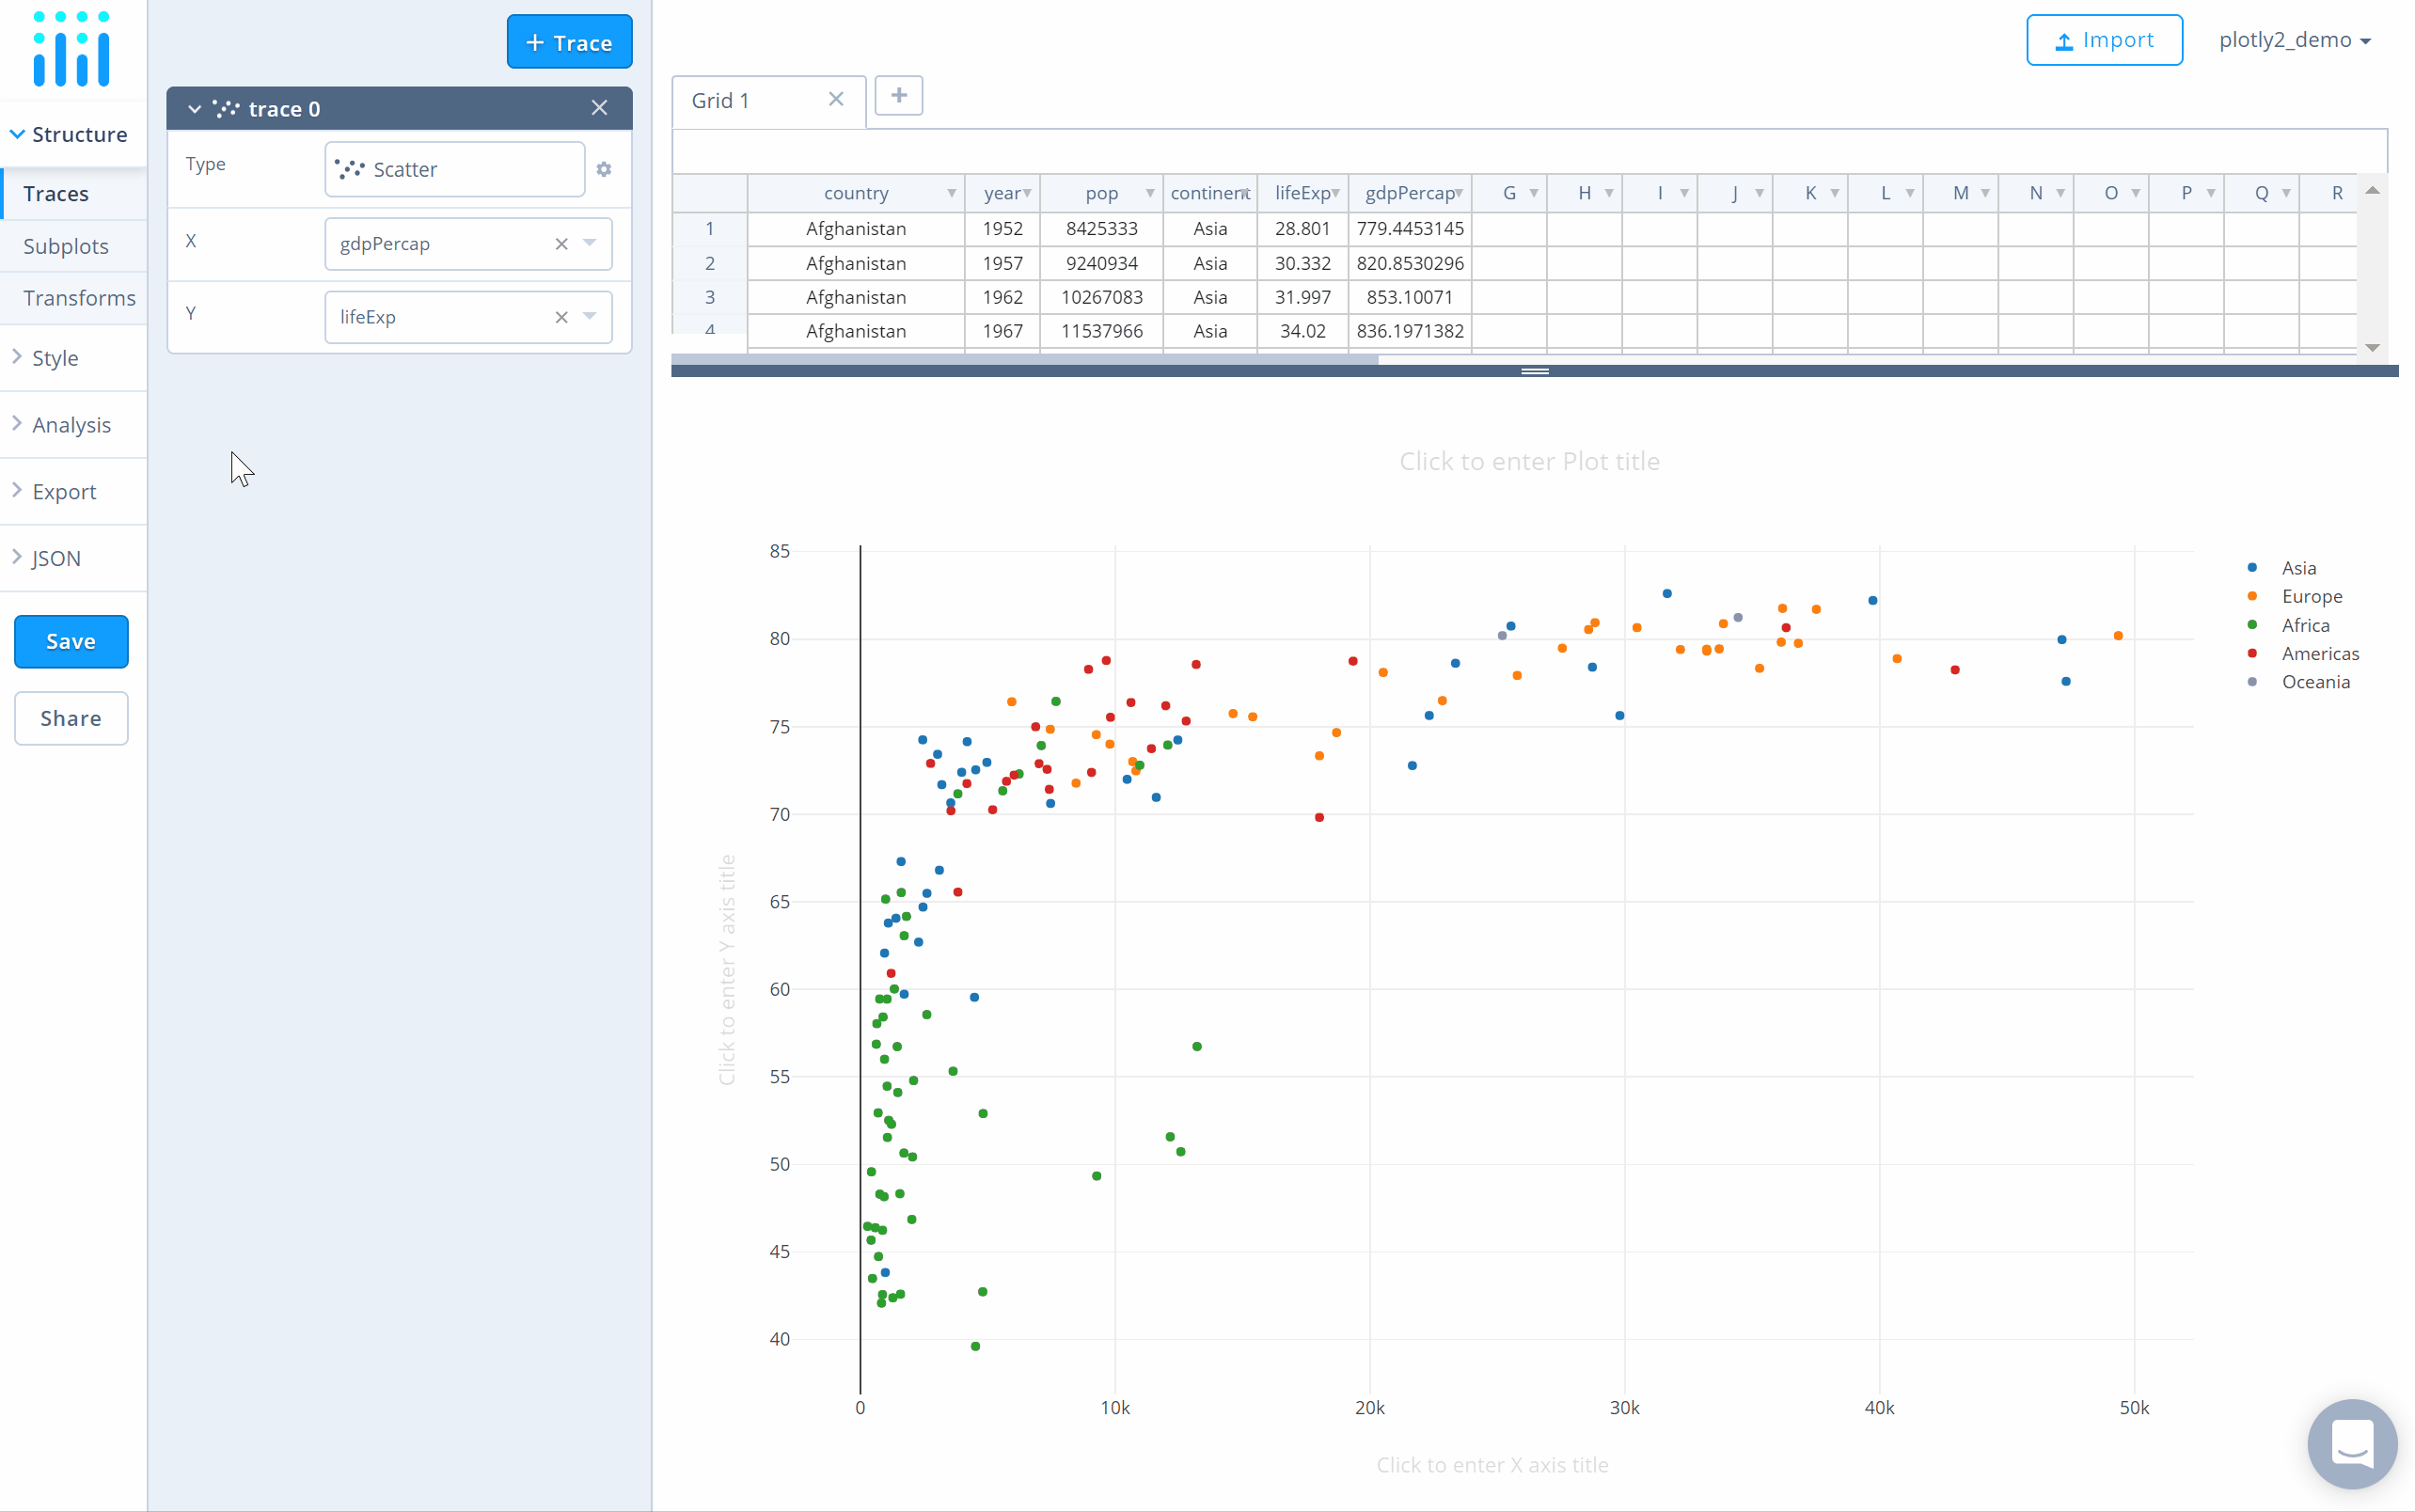 + Trace
Import
plotly2_demo
Structure
Traces
Subplots
Transforms
Style
Analysis
Export
JSON
Save
Share
trace 0
Type Scatter
X gdpPercap
Y lifeExp
Grid 1
country year pop continent lifeExp gdpPercap G H I J K L M N O P Q R
1 Afghanistan 1952 8425333 Asia 28.801 779.4453145
2 Afghanistan 1957 9240934 Asia 30.332 820.8530296
3 Afghanistan 1962 10267083 Asia 31.997 853.10071
4 Afghanistan 1967 11537966 Asia 34.02 836.1971382
Click to enter Plot title
85
80
75
70
65
60
55
50
45
40
Click to enter Y axis title
0 10k 20k 30k 40k 50k
Click to enter X axis title
Asia
Europe
Africa
Americas
Oceania